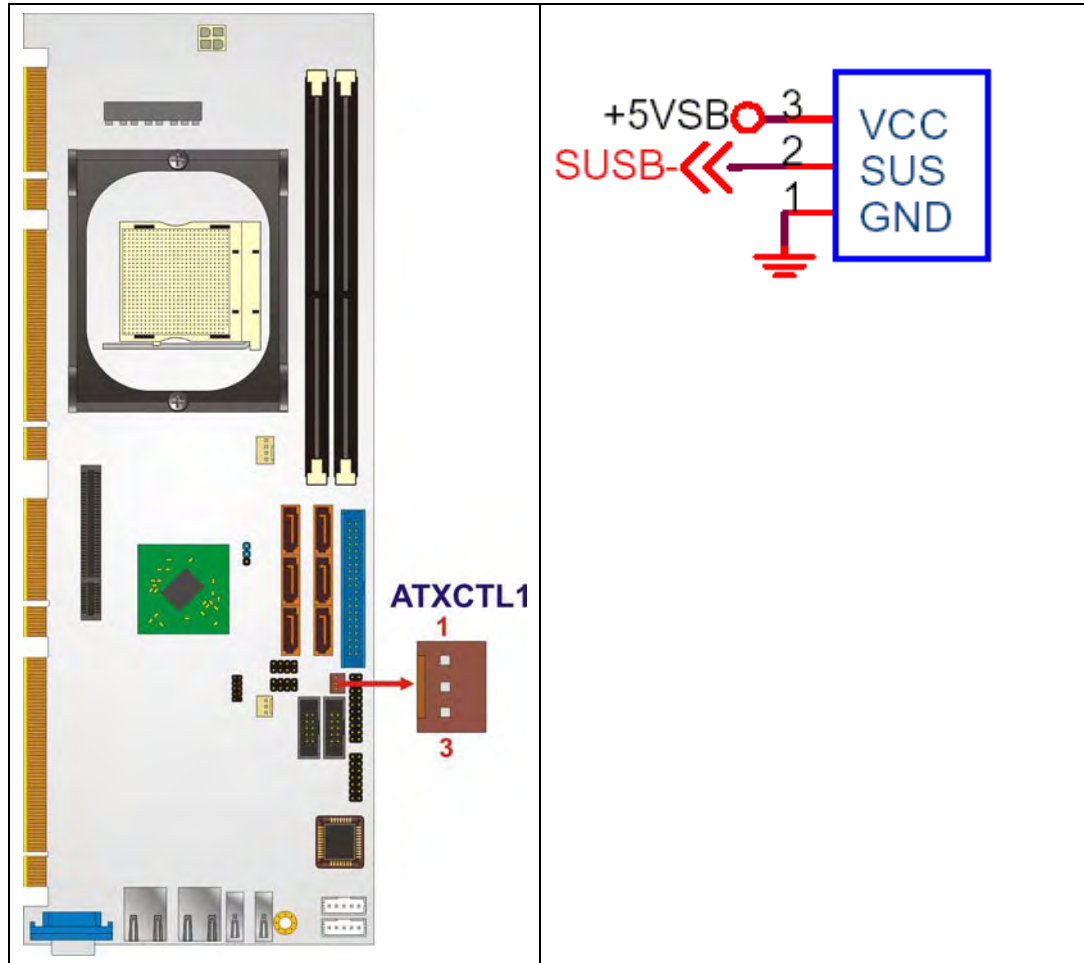 ATXCTL1
1
3
+5VSB 3 VCC
SUSB- 2 SUS
1 GND